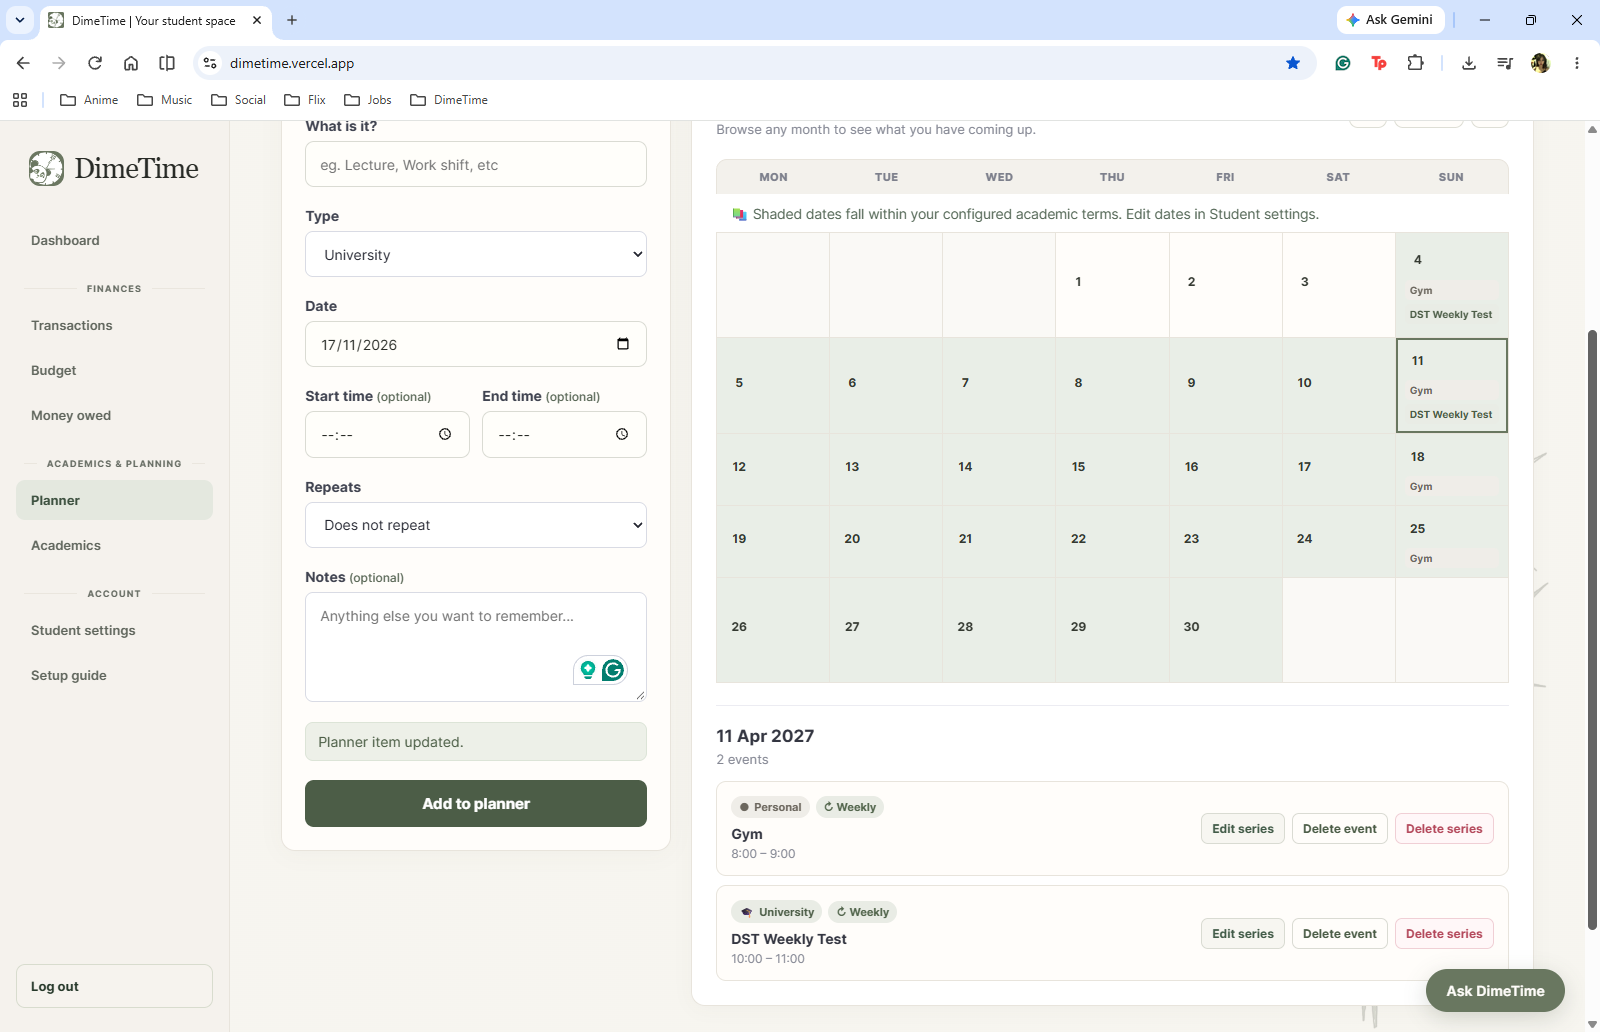 DimeTime | Your student space
Ask Gemini
dimetime.vercel.app
Anime
Music
Social
Flix
Jobs
DimeTime
DimeTime
Dashboard
FINANCES
Transactions
Budget
Money owed
ACADEMICS & PLANNING
Planner
Academics
ACCOUNT
Student settings
Setup guide
Log out
What is it?
eg. Lecture, Work shift, etc
Type
University
Date
17/11/2026
Start time (optional)
End time (optional)
--:--
--:--
Repeats
Does not repeat
Notes (optional)
Anything else you want to remember...
Planner item updated.
Add to planner
Browse any month to see what you have coming up.
MON TUE WED THU FRI SAT SUN
📚 Shaded dates fall within your configured academic terms. Edit dates in Student settings.
1 2 3 4
Gym
DST Weekly Test
5 6 7 8 9 10 11
Gym
DST Weekly Test
12 13 14 15 16 17 18
Gym
19 20 21 22 23 24 25
Gym
26 27 28 29 30
11 Apr 2027
2 events
Personal
↻ Weekly
Gym
8:00 – 9:00
Edit series
Delete event
Delete series
🎓 University
↻ Weekly
DST Weekly Test
10:00 – 11:00
Edit series
Delete event
Delete series
Ask DimeTime